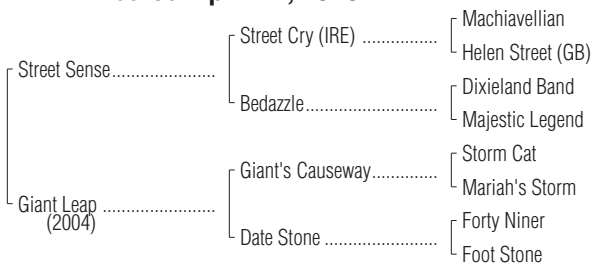 Machiavellian
Street Cry (IRE) ..................
Helen Street (GB)
Street Sense........................
Dixieland Band
Bedazzle...............................
Majestic Legend
Storm Cat
Giant's Causeway...............
Mariah's Storm
Giant Leap ..........................
(2004)
Forty Niner
Date Stone ...........................
Foot Stone